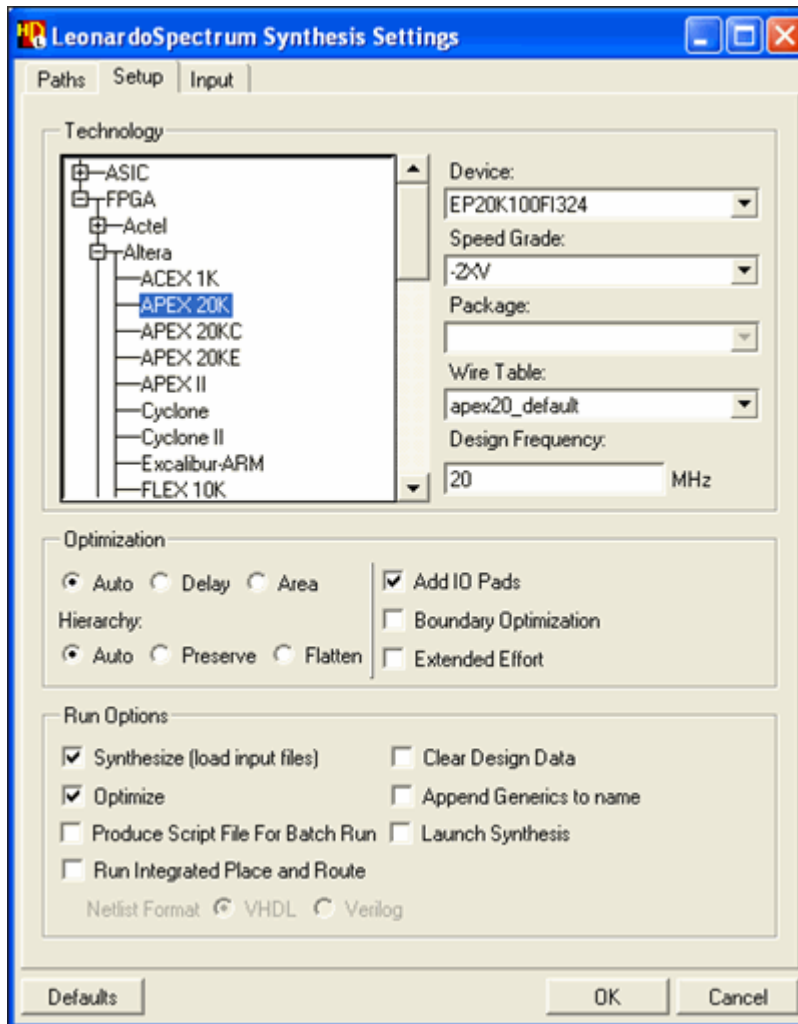 LeonardoSpectrum Synthesis Settings
Paths Setup Input
Technology
ASIC
FPGA
Actel
Altera
ACEX 1K
APEX 20K
APEX 20KC
APEX 20KE
APEX II
Cyclone
Cyclone II
Excalibur-ARM
FLEX 10K
Device:
EP20K100FI324
Speed Grade:
-2XV
Package:
Wire Table:
apex20_default
Design Frequency:
20 MHz
Optimization
Auto Delay Area
Hierarchy:
Auto Preserve Flatten
Add IO Pads
Boundary Optimization
Extended Effort
Run Options
Synthesize (load input files)
Optimize
Produce Script File For Batch Run
Run Integrated Place and Route
Clear Design Data
Append Generics to name
Launch Synthesis
Netlist Format VHDL Verilog
Defaults OK Cancel